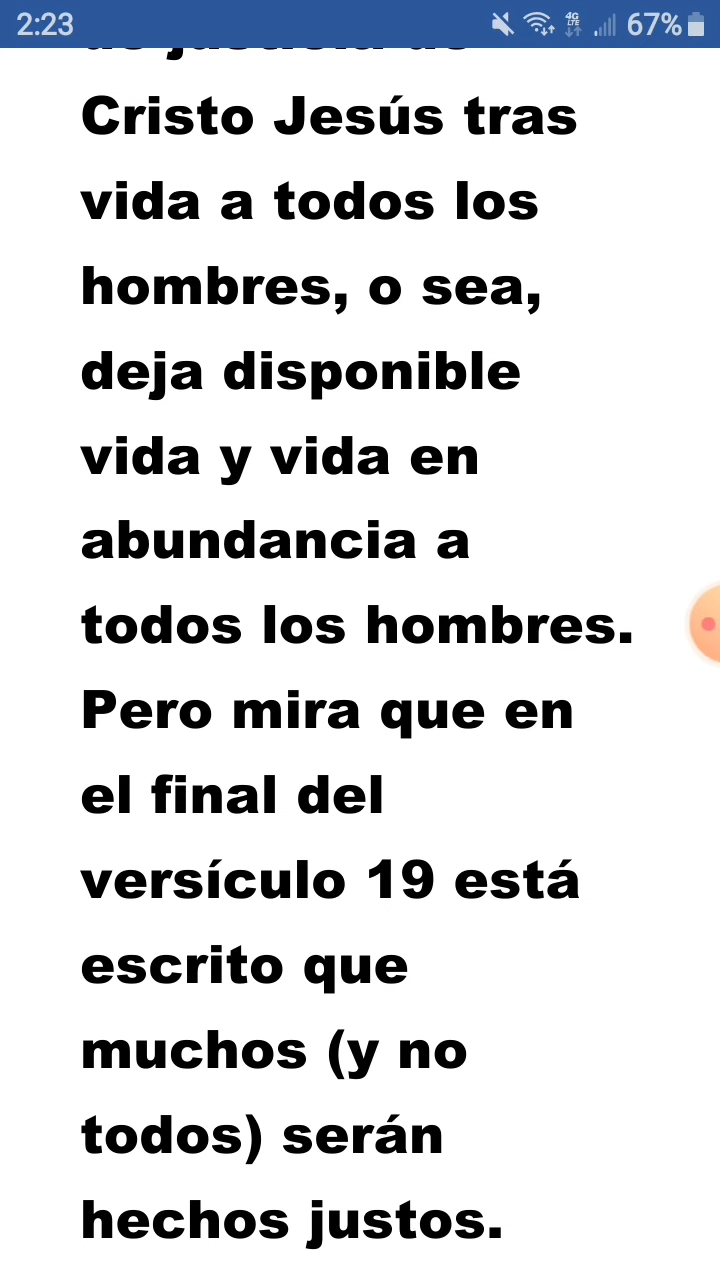 2:23 4G LTE 67%
Cristo Jesús tras
vida a todos los
hombres, o sea,
deja disponible
vida y vida en
abundancia a
todos los hombres.
Pero mira que en
el final del
versículo 19 está
escrito que
muchos (y no
todos) serán
hechos justos.